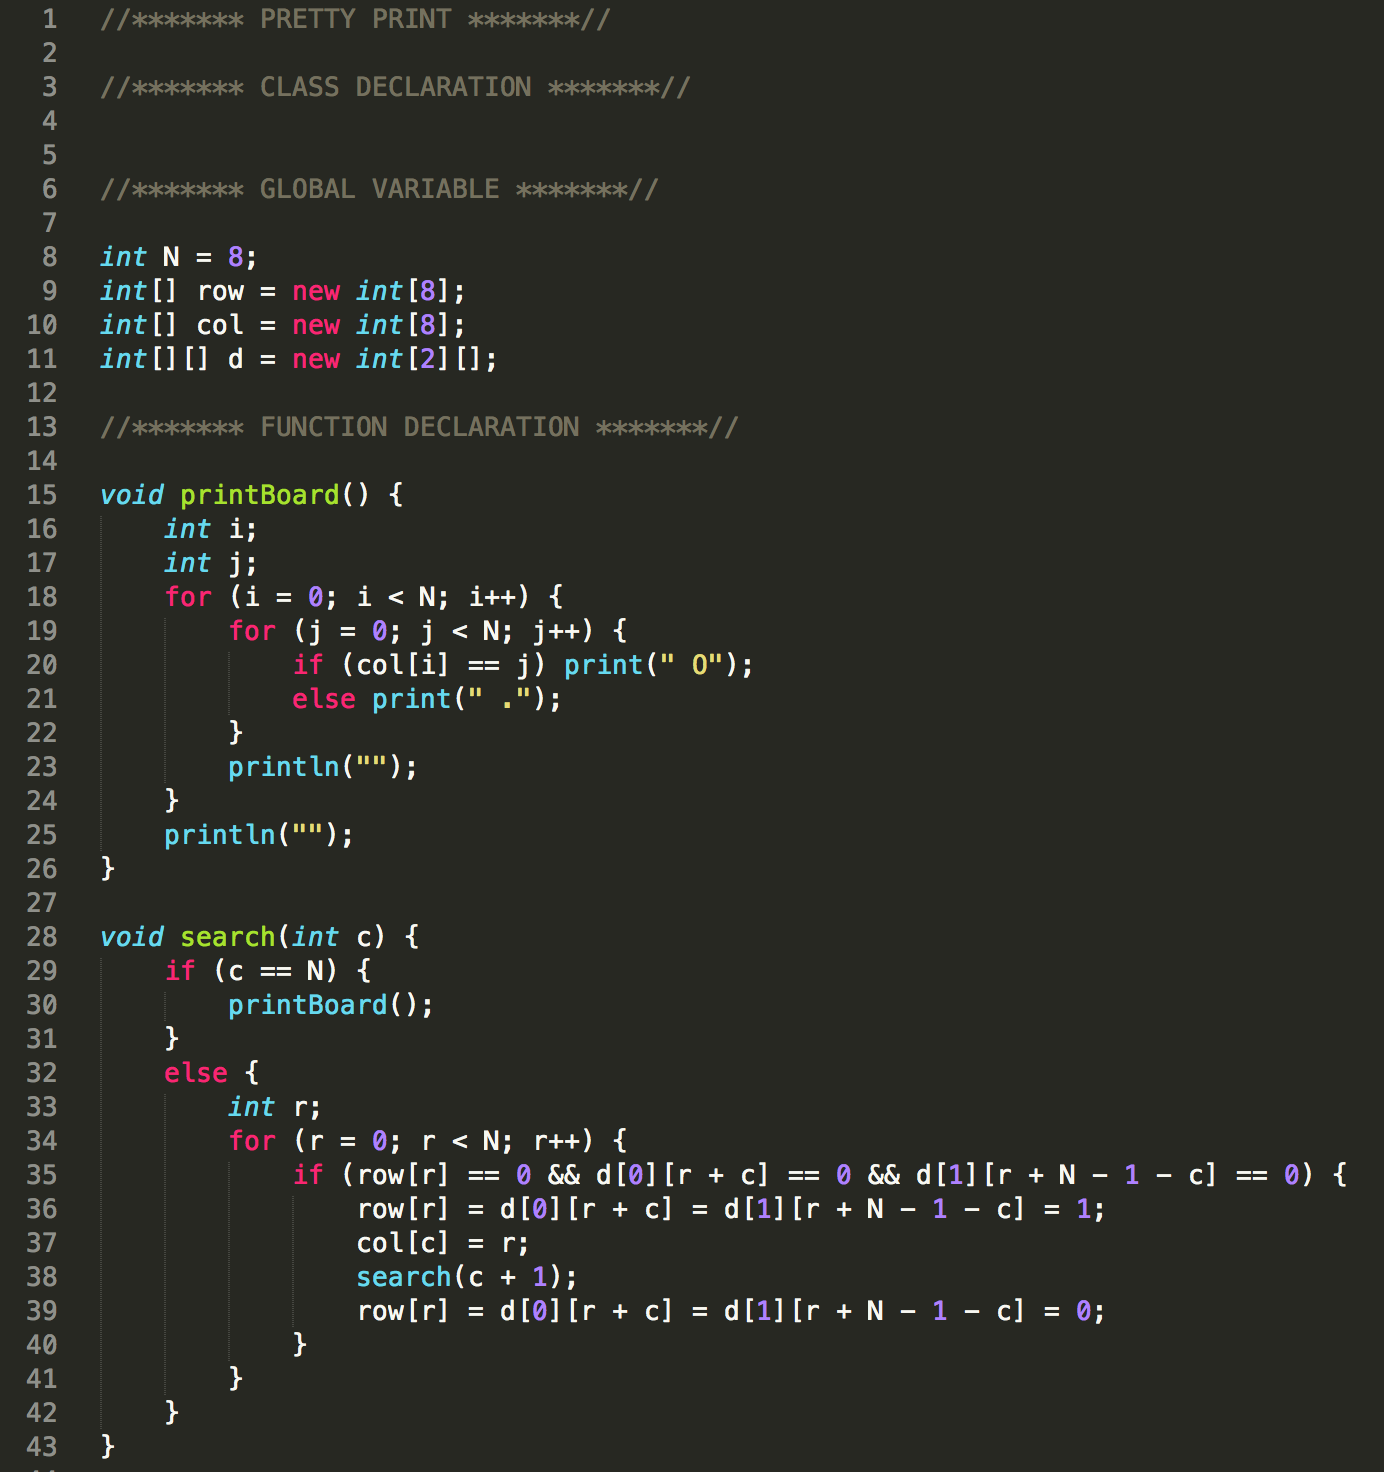 1 //******* PRETTY PRINT *******//
2
3 //******* CLASS DECLARATION *******//
4
5
6 //******* GLOBAL VARIABLE *******//
7
8 int N = 8;
9 int[] row = new int[8];
10 int[] col = new int[8];
11 int[][] d = new int[2][];
12
13 //******* FUNCTION DECLARATION *******//
14
15 void printBoard() {
16     int i;
17     int j;
18     for (i = 0; i < N; i++) {
19         for (j = 0; j < N; j++) {
20             if (col[i] == j) print(" O");
21             else print(" .");
22         }
23         println("");
24     }
25     println("");
26 }
27
28 void search(int c) {
29     if (c == N) {
30         printBoard();
31     }
32     else {
33         int r;
34         for (r = 0; r < N; r++) {
35             if (row[r] == 0 && d[0][r + c] == 0 && d[1][r + N - 1 - c] == 0) {
36                 row[r] = d[0][r + c] = d[1][r + N - 1 - c] = 1;
37                 col[c] = r;
38                 search(c + 1);
39                 row[r] = d[0][r + c] = d[1][r + N - 1 - c] = 0;
40             }
41         }
42     }
43 }